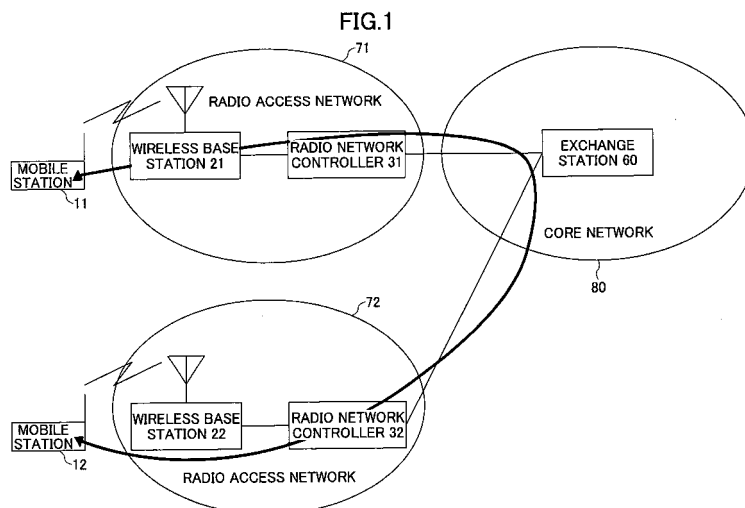 FIG.1
71
RADIO ACCESS NETWORK
WIRELESS BASE
STATION 21
RADIO NETWORK
CONTROLLER 31
EXCHANGE
STATION 60
MOBILE
STATION
11
CORE NETWORK
80
72
WIRELESS BASE
STATION 22
RADIO NETWORK
CONTROLLER 32
MOBILE
STATION
12
RADIO ACCESS NETWORK